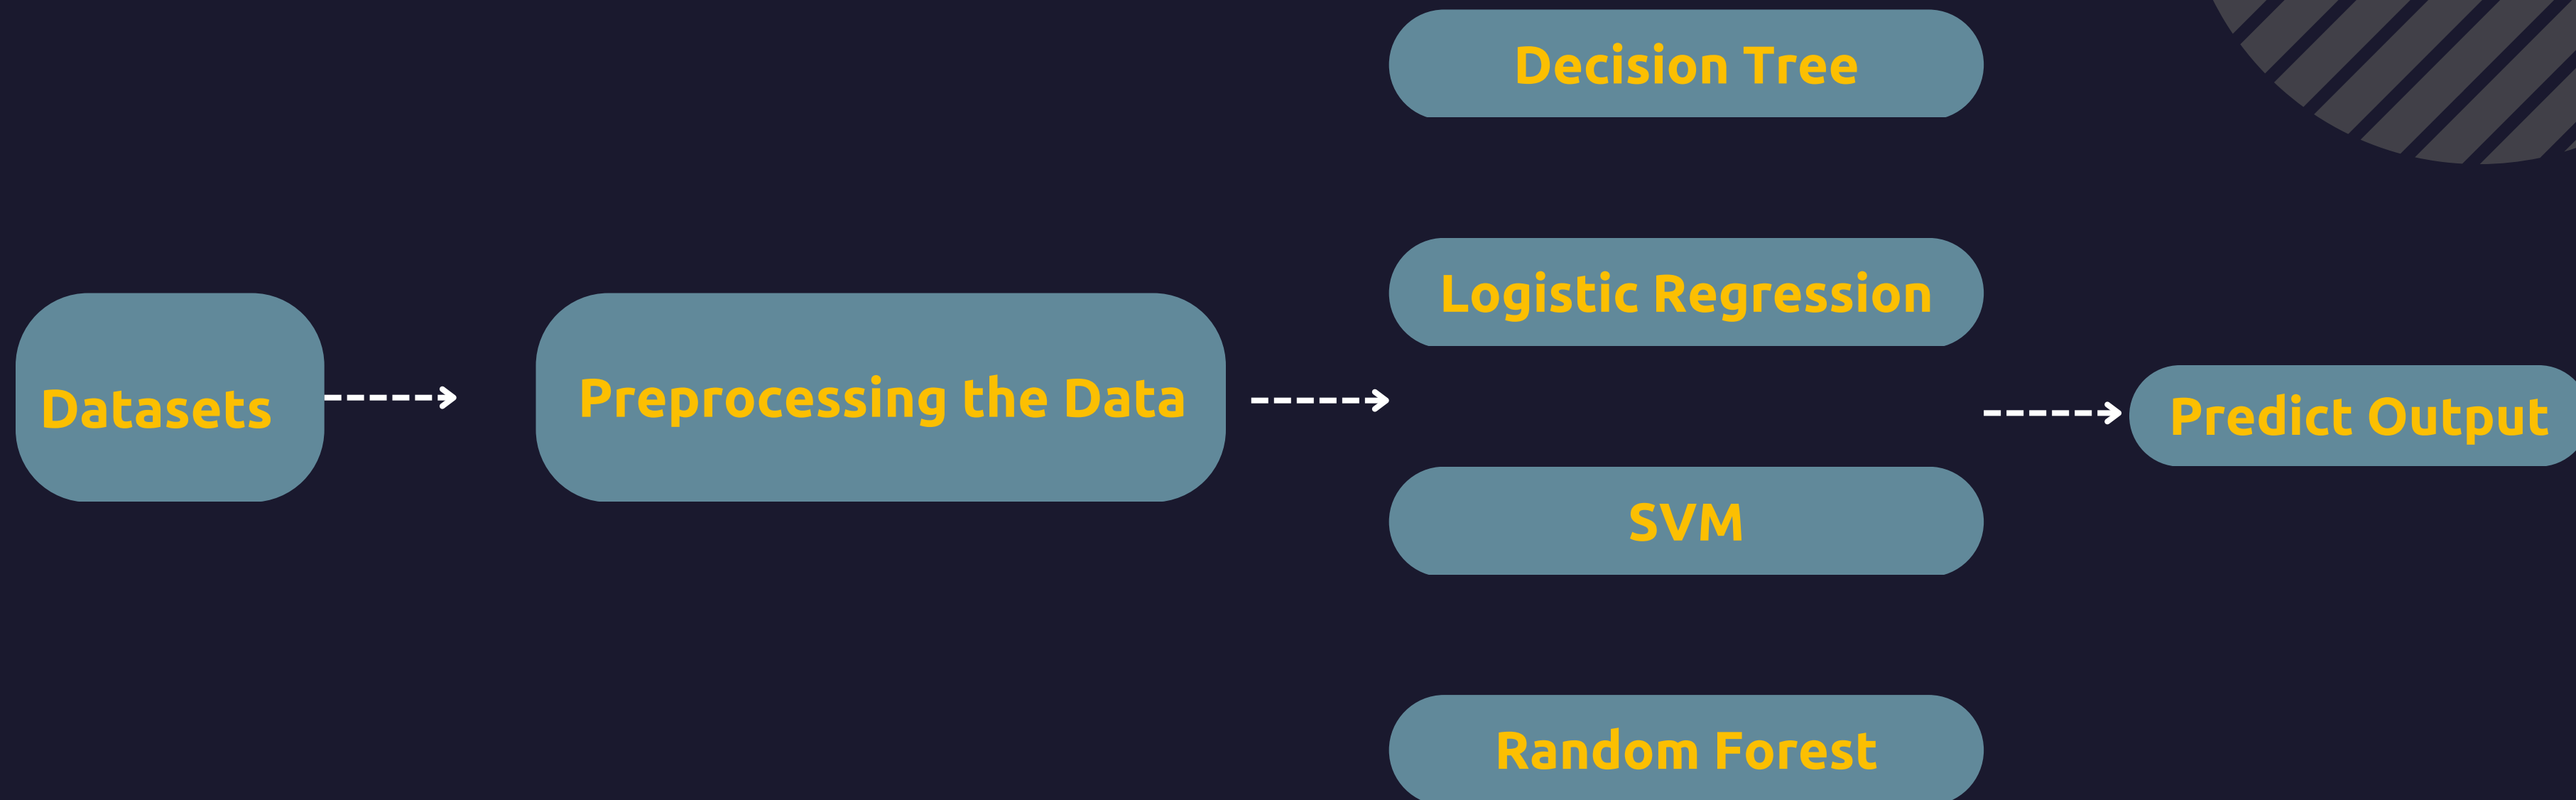 Datasets
Preprocessing the Data
Decision Tree
Logistic Regression
SVM
Random Forest
Predict Output